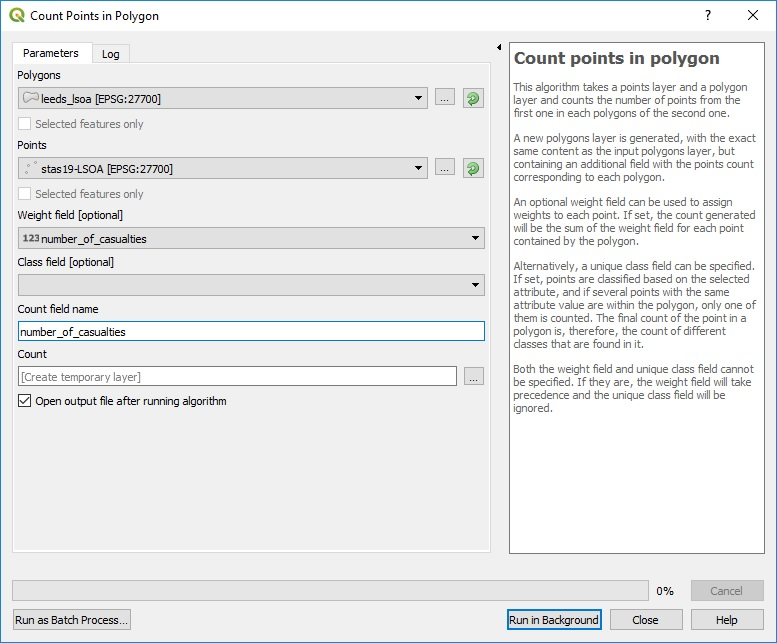 Count Points in Polygon
?
Parameters
Log
Polygons
leeds_lsoa [EPSG:27700]
...
Selected features only
Points
stas19-LSOA [EPSG:27700]
...
Selected features only
Weight field [optional]
123 number_of_casualties
Class field [optional]
Count field name
number_of_casualties
Count
[Create temporary layer]
...
Open output file after running algorithm
Count points in polygon
This algorithm takes a points layer and a polygon
layer and counts the number of points from the
first one in each polygons of the second one.
A new polygons layer is generated, with the exact
same content as the input polygons layer, but
containing an additional field with the points count
corresponding to each polygon.
An optional weight field can be used to assign
weights to each point. If set, the count generated
will be the sum of the weight field for each point
contained by the polygon.
Alternatively, a unique class field can be specified.
If set, points are classified based on the selected
attribute, and if several points with the same
attribute value are within the polygon, only one of
them is counted. The final count of the point in a
polygon is, therefore, the count of different
classes that are found in it.
Both the weight field and unique class field cannot
be specified. If they are, the weight field will take
precedence and the unique class field will be
ignored.
0%
Cancel
Run as Batch Process...
Run in Background
Close
Help